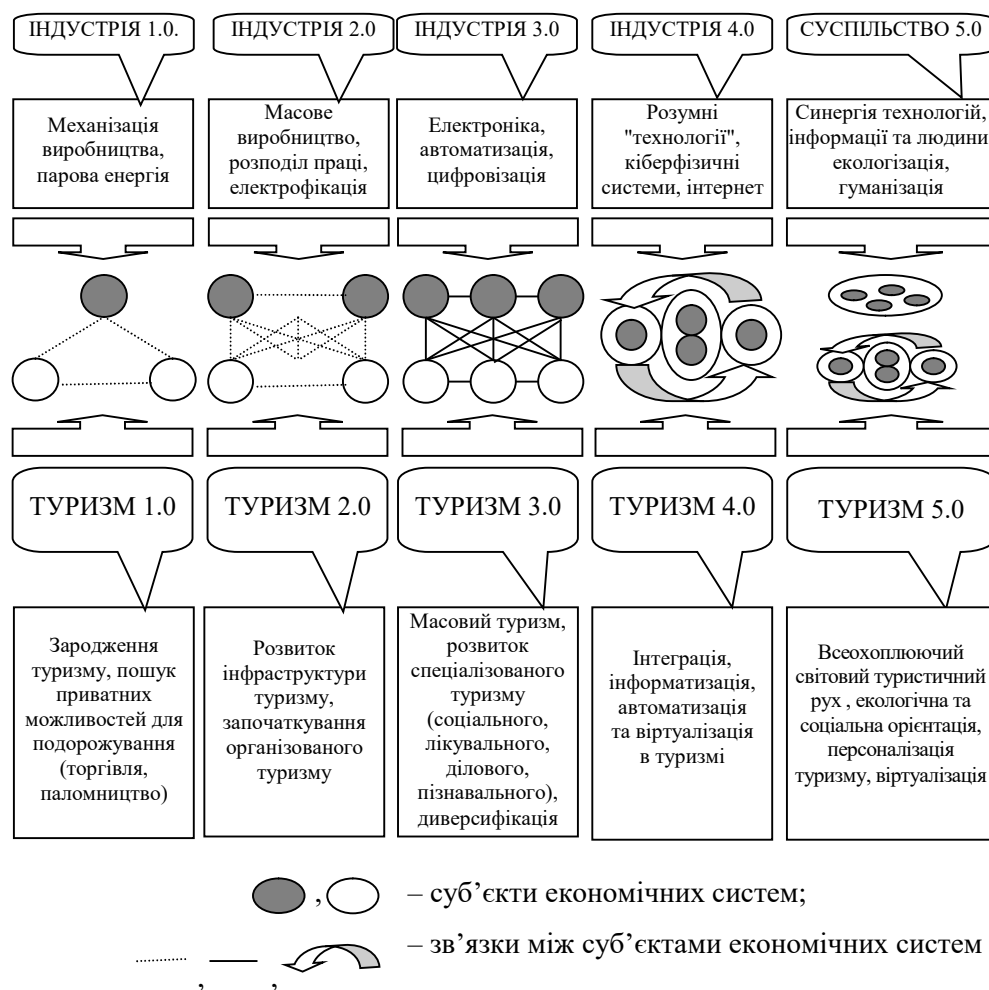 ІНДУСТРІЯ 1.0.
ІНДУСТРІЯ 2.0
ІНДУСТРІЯ 3.0
ІНДУСТРІЯ 4.0
СУСПІЛЬСТВО 5.0
Механізація
виробництва,
парова енергія
Масове
виробництво,
розподіл праці,
електрофікація
Електроніка,
автоматизація,
цифровізація
Розумні
"технології",
кіберфізичні
системи, інтернет
Синергія технологій,
інформації та людини
екологізація,
гуманізація
ТУРИЗМ 1.0
ТУРИЗМ 2.0
ТУРИЗМ 3.0
ТУРИЗМ 4.0
ТУРИЗМ 5.0
Зародження
туризму, пошук
приватних
можливостей для
подорожування
(торгівля,
паломництво)
Розвиток
інфраструктури
туризму,
започаткування
організованого
туризму
Масовий туризм,
розвиток
спеціалізованого
туризму
(соціального,
лікувального,
ділового,
пізнавального),
диверсифікація
Інтеграція,
інформатизація,
автоматизація
та віртуалізація
в туризмі
Всеохоплюючий
світовий туристичний
рух , екологічна та
соціальна орієнтація,
персоналізація
туризму, віртуалізація
, – суб’єкти економічних систем;
– зв’язки між суб’єктами економічних систем
, ,